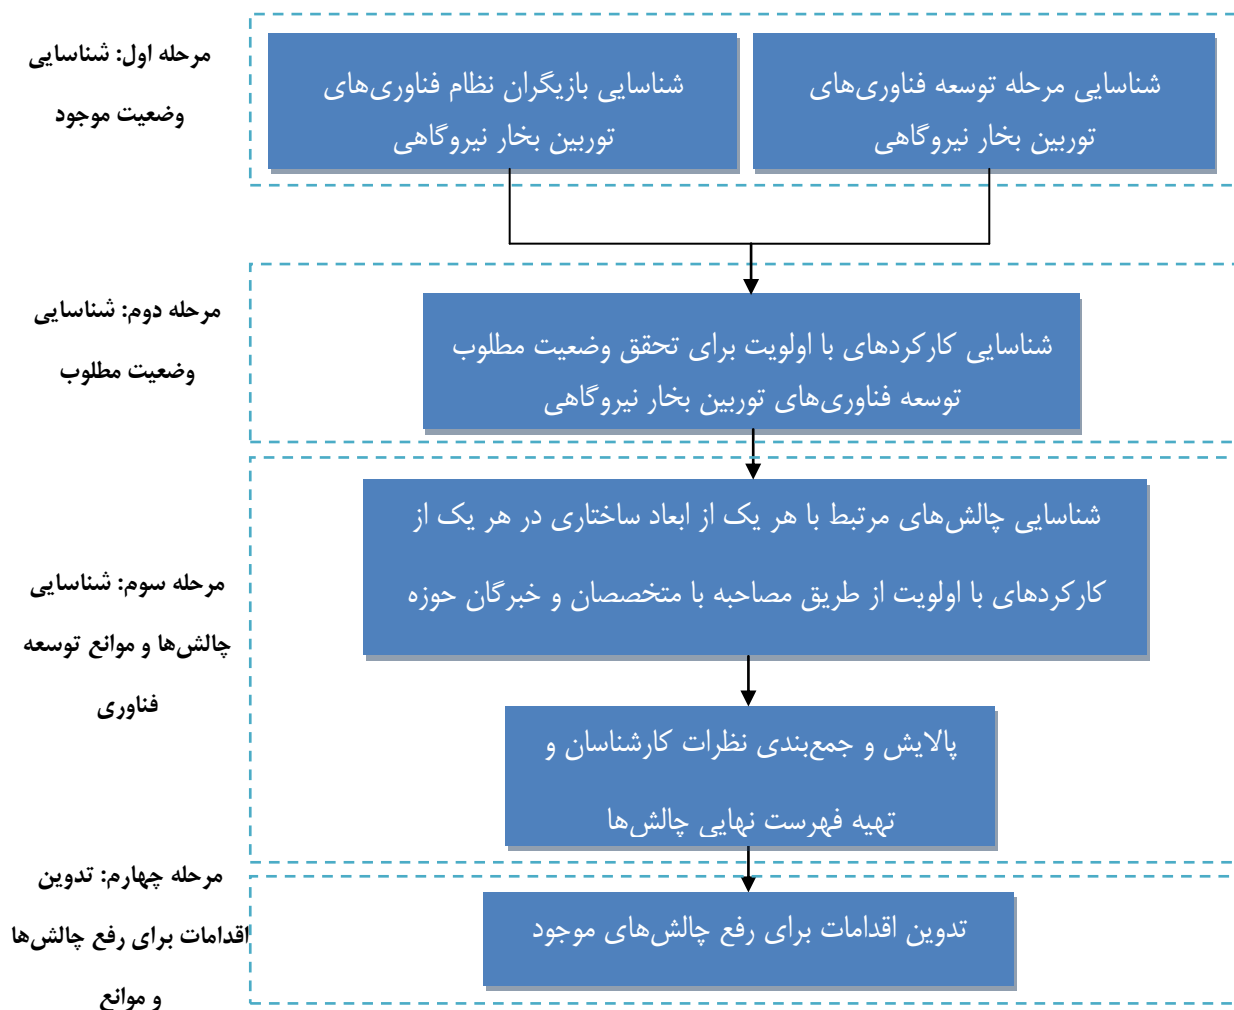 مرحله اول: شناسایی
وضعیت موجود
شناسایی مرحله توسعه فناوری‌های
توربین بخار نیروگاهی
شناسایی بازیگران نظام فناوری‌های
توربین بخار نیروگاهی
مرحله دوم: شناسایی
وضعیت مطلوب
شناسایی کارکردهای با اولویت برای تحقق وضعیت مطلوب
توسعه فناوری‌های توربین بخار نیروگاهی
مرحله سوم: شناسایی
چالش‌ها و موانع توسعه
فناوری
شناسایی چالش‌های مرتبط با هر یک از ابعاد ساختاری در هر یک از
کارکردهای با اولویت از طریق مصاحبه با متخصصان و خبرگان حوزه
پالایش و جمع‌بندی نظرات کارشناسان و
تهیه فهرست نهایی چالش‌ها
مرحله چهارم: تدوین
اقدامات برای رفع چالش‌ها
و موانع
تدوین اقدامات برای رفع چالش‌های موجود